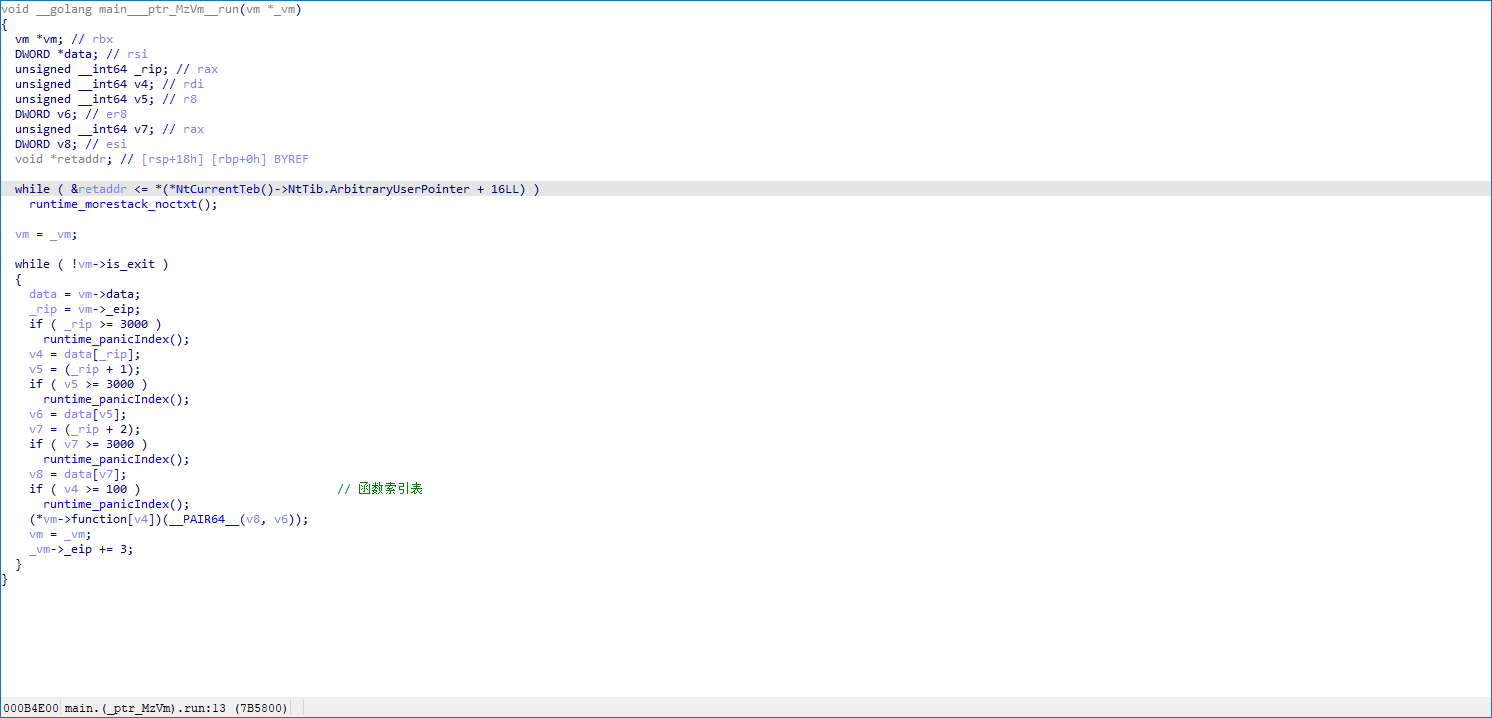 void __golang main___ptr_MzVm__run(vm *_vm)
{
  vm *vm; // rbx
  DWORD *data; // rsi
  unsigned __int64 _rip; // rax
  unsigned __int64 v4; // rdi
  unsigned __int64 v5; // r8
  DWORD v6; // er8
  unsigned __int64 v7; // rax
  DWORD v8; // esi
  void *retaddr; // [rsp+18h] [rbp+0h] BYREF
  while ( &retaddr <= *(*NtCurrentTeb()->NtTib.ArbitraryUserPointer + 16LL) )
    runtime_morestack_noctxt();
  vm = _vm;
  while ( !vm->is_exit )
  {
    data = vm->data;
    _rip = vm->_eip;
    if ( _rip >= 3000 )
      runtime_panicIndex();
    v4 = data[_rip];
    v5 = (_rip + 1);
    if ( v5 >= 3000 )
      runtime_panicIndex();
    v6 = data[v5];
    v7 = (_rip + 2);
    if ( v7 >= 3000 )
      runtime_panicIndex();
    v8 = data[v7];
    if ( v4 >= 100 ) // 函数索引表
      runtime_panicIndex();
    (*vm->function[v4])(__PAIR64__(v8, v6));
    vm = _vm;
    _vm->_eip += 3;
  }
}
000B4E00 main.(_ptr_MzVm).run:13 (7B5800)